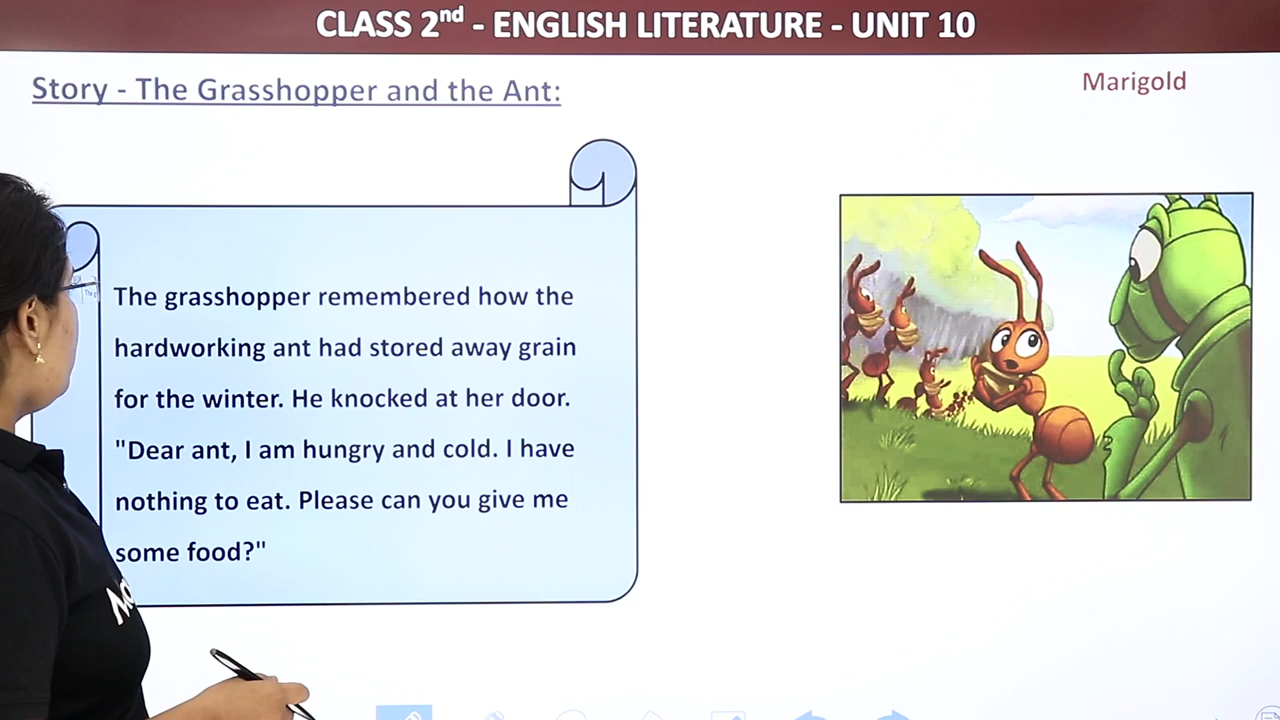 CLASS 2nd - ENGLISH LITERATURE - UNIT 10
Story - The Grasshopper and the Ant:
Marigold
The grasshopper remembered how the
hardworking ant had stored away grain
for the winter. He knocked at her door.
"Dear ant, I am hungry and cold. I have
nothing to eat. Please can you give me
some food?"